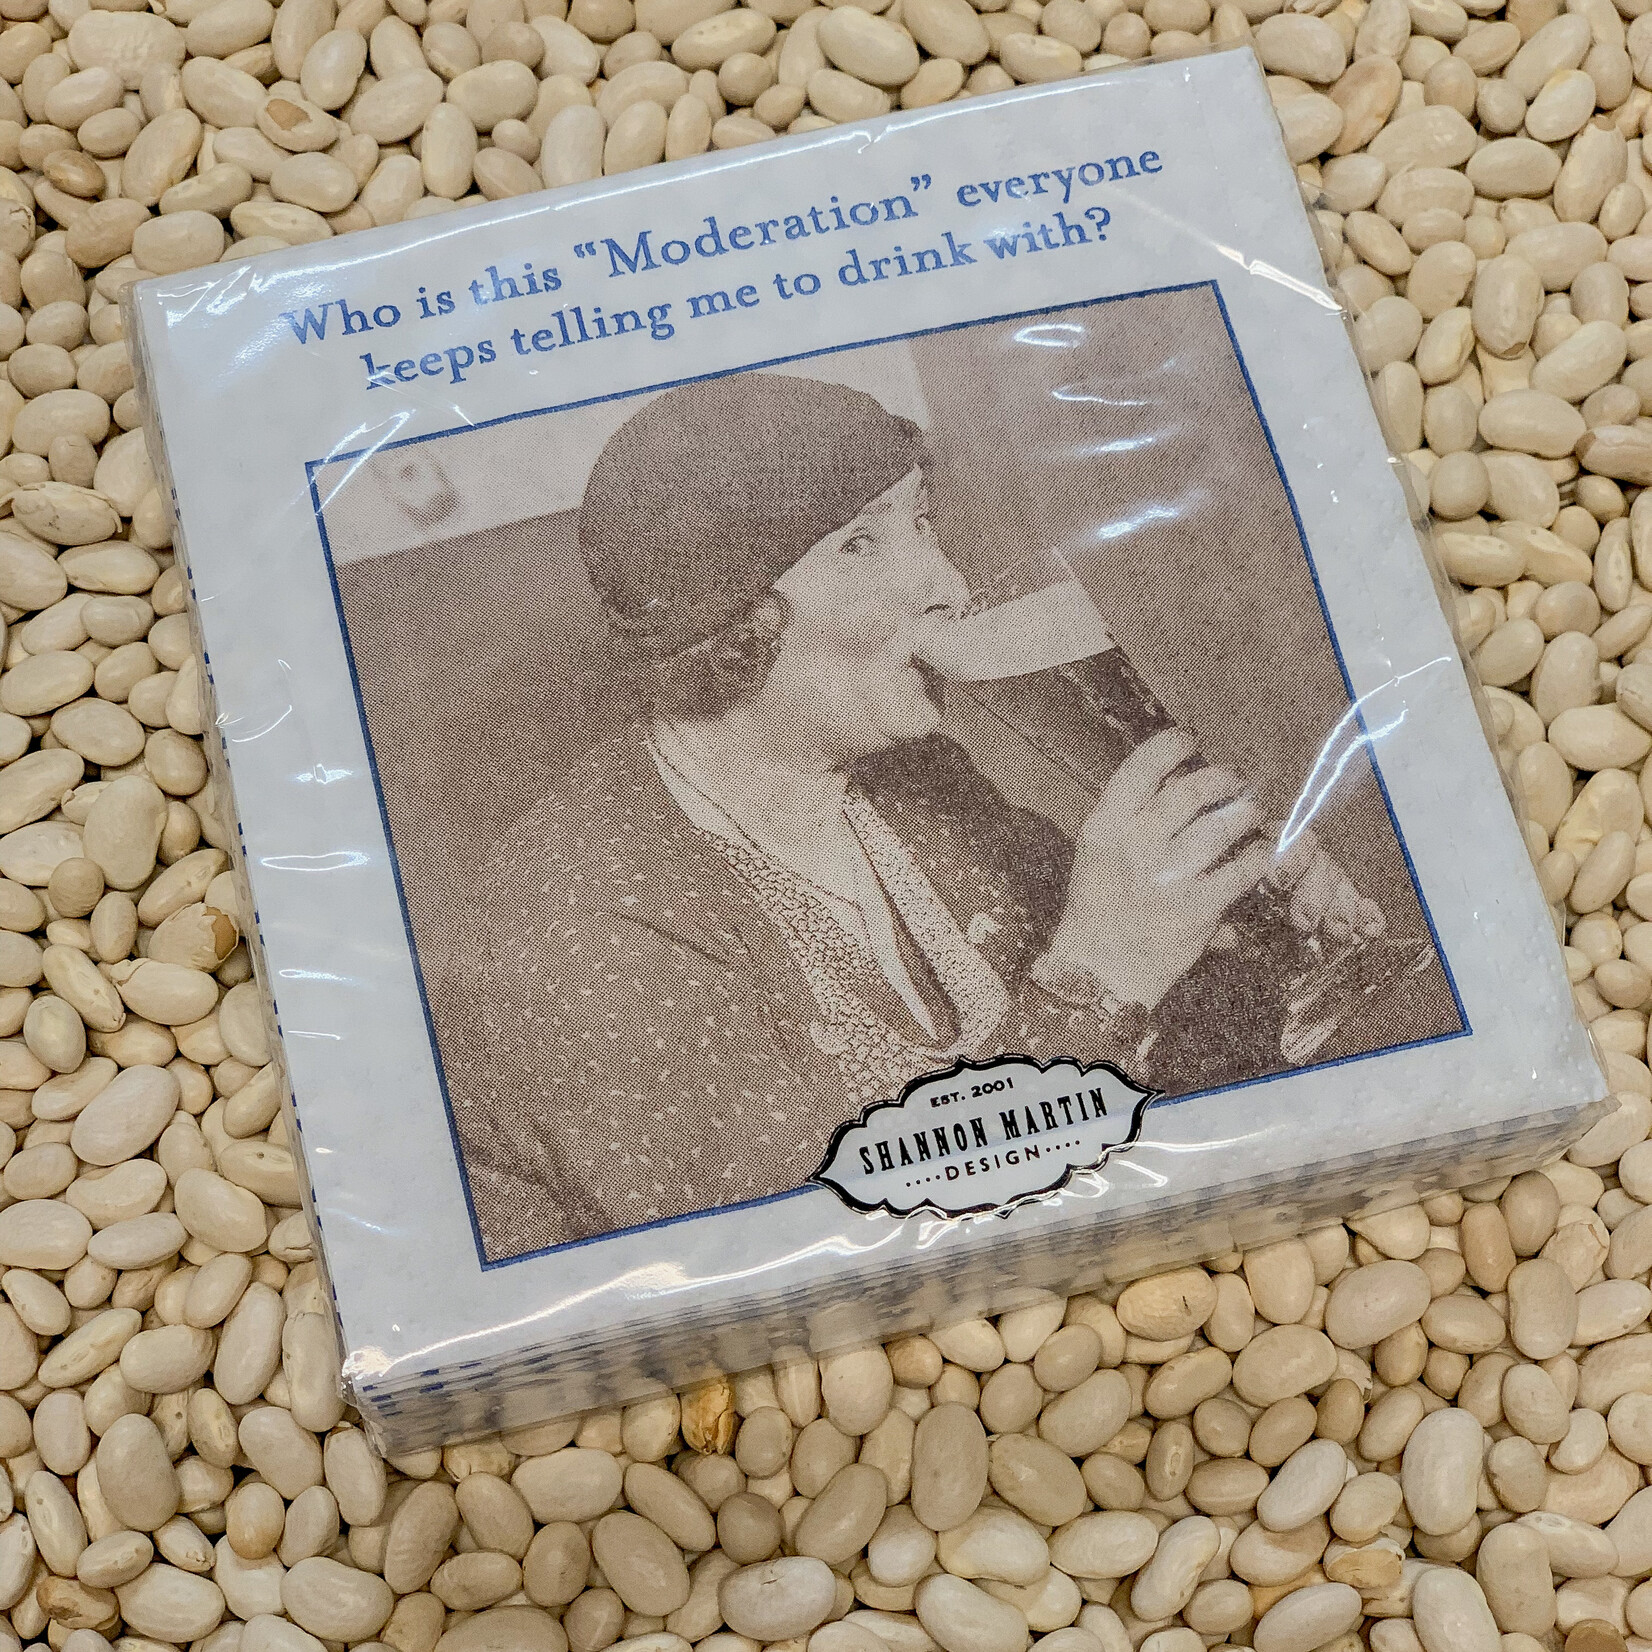 Who is this “Moderation” everyone
keeps telling me to drink with?
EST. 2001
SHANNON MARTIN
····DESIGN····